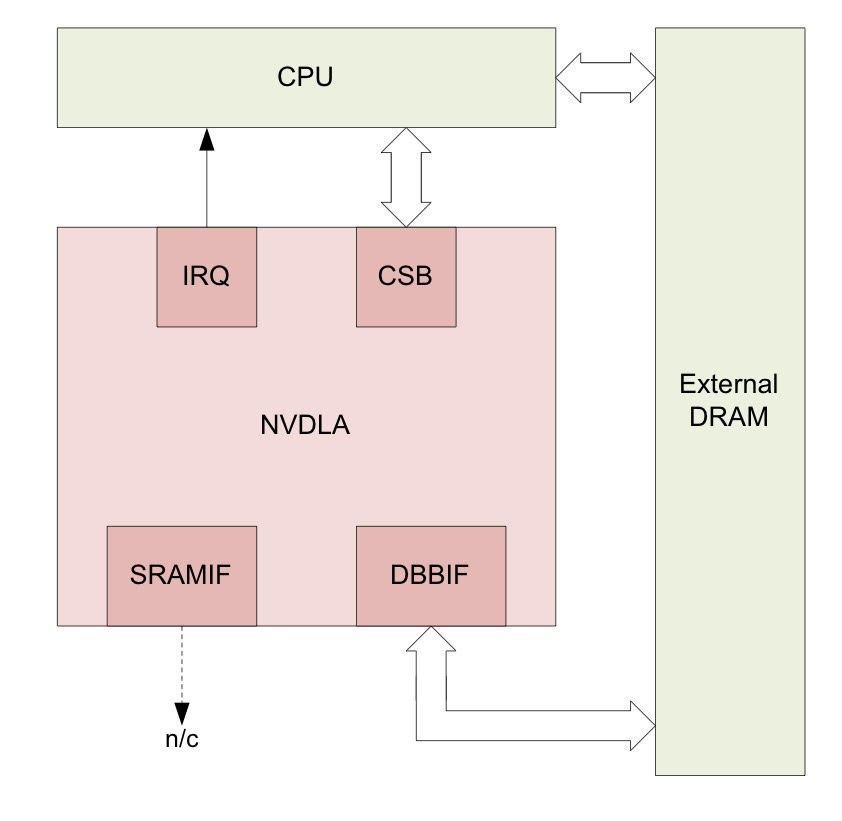 CPU
IRQ
CSB
NVDLA
External
DRAM
SRAMIF
DBBIF
n/c